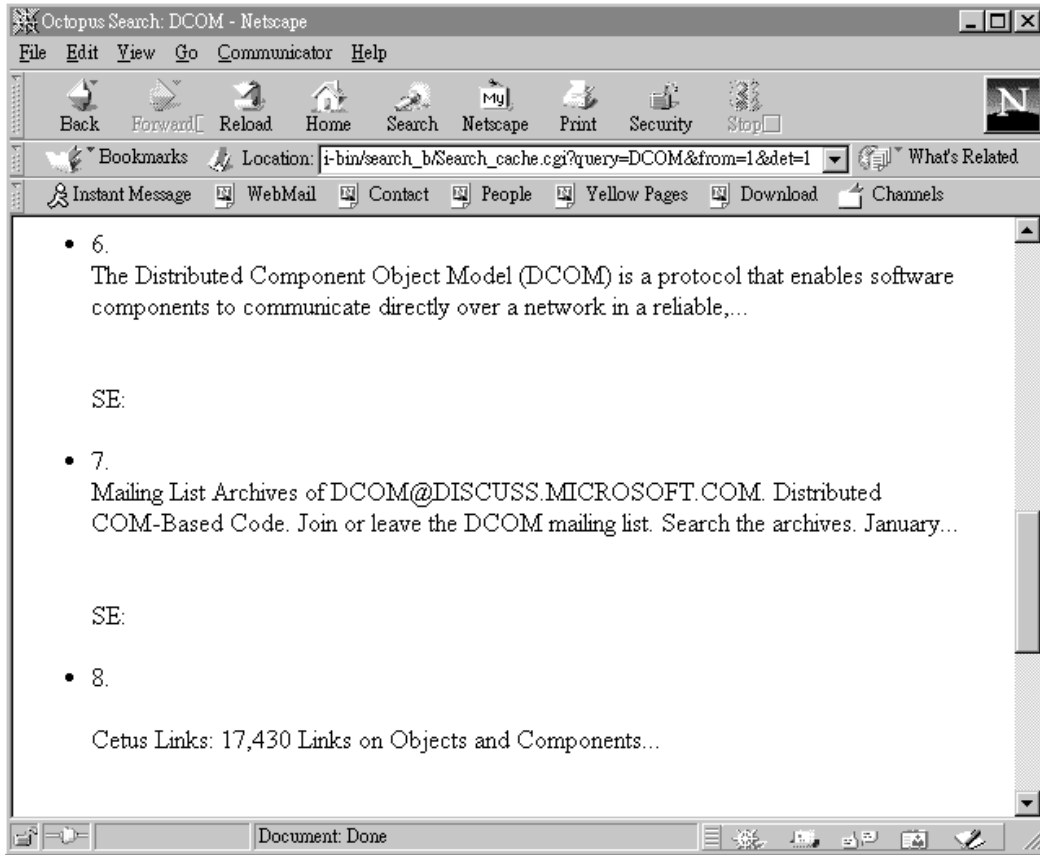 Octopus Search: DCOM - Netscape
File Edit View Go Communicator Help
My
Back Forward Reload Home Search Netscape Print Security Stop
N
Bookmarks Location: i-bin/search_b/Search_cache.cgi?query=DCOM&from=1&det=1 What's Related
Instant Message WebMail Contact People Yellow Pages Download Channels
• 6.
The Distributed Component Object Model (DCOM) is a protocol that enables software
components to communicate directly over a network in a reliable,...
SE:
• 7.
Mailing List Archives of DCOM@DISCUSS.MICROSOFT.COM. Distributed
COM-Based Code. Join or leave the DCOM mailing list. Search the archives. January...
SE:
• 8.
Cetus Links: 17,430 Links on Objects and Components...
Document: Done